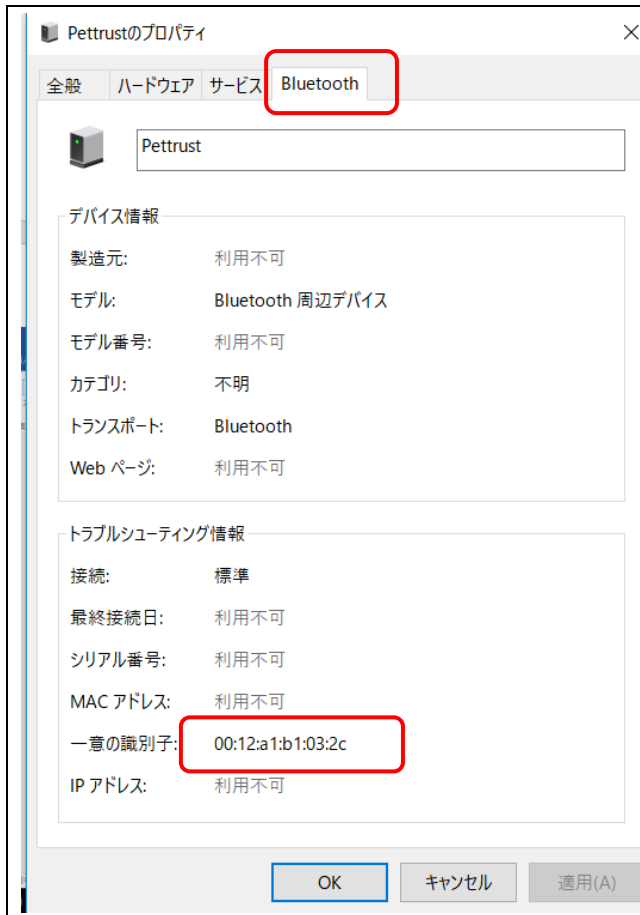 Pettrustのプロパティ
全般 ハードウェア サービス Bluetooth
Pettrust
デバイス情報
製造元: 利用不可
モデル: Bluetooth 周辺デバイス
モデル番号: 利用不可
カテゴリ: 不明
トランスポート: Bluetooth
Web ページ: 利用不可
トラブルシューティング情報
接続: 標準
最終接続日: 利用不可
シリアル番号: 利用不可
MAC アドレス: 利用不可
一意の識別子: 00:12:a1:b1:03:2c
IP アドレス: 利用不可
OK キャンセル 適用(A)